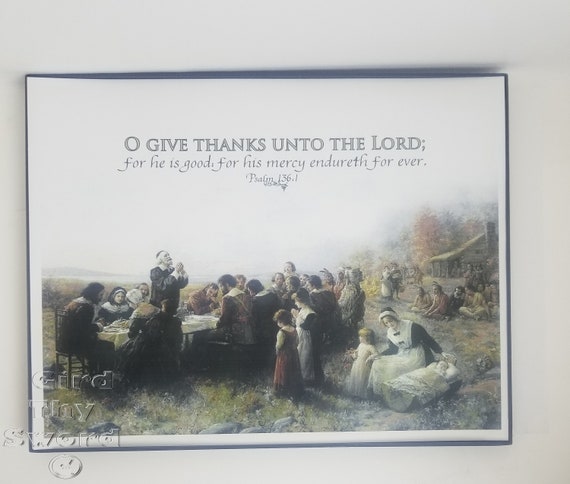 O GIVE THANKS UNTO THE LORD;
for he is good: for his mercy endureth for ever.
Psalm 136:1
Gird
Thy
Sword